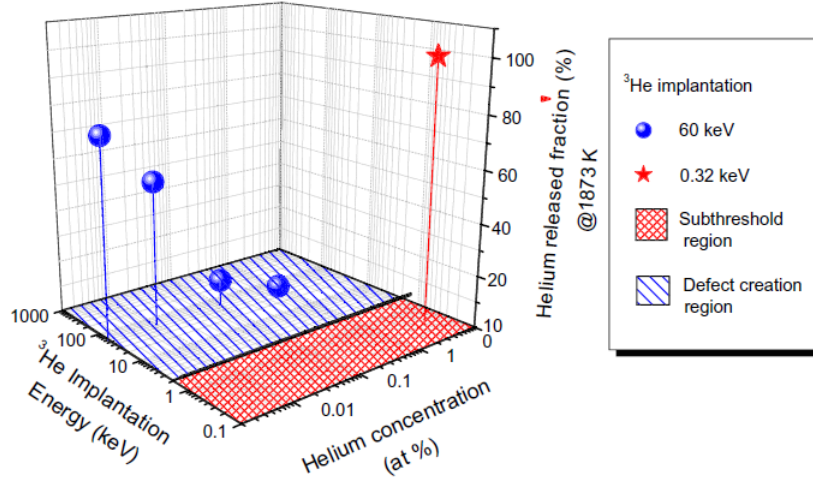 100
80
60
40
20
0
Helium released fraction (%)
@1873 K
1000
100
10
1
0.1
³He Implantation
Energy (keV)
0.01
0.1
1
10
Helium concentration
(at %)
³He implantation
60 keV
0.32 keV
Subthreshold
region
Defect creation
region